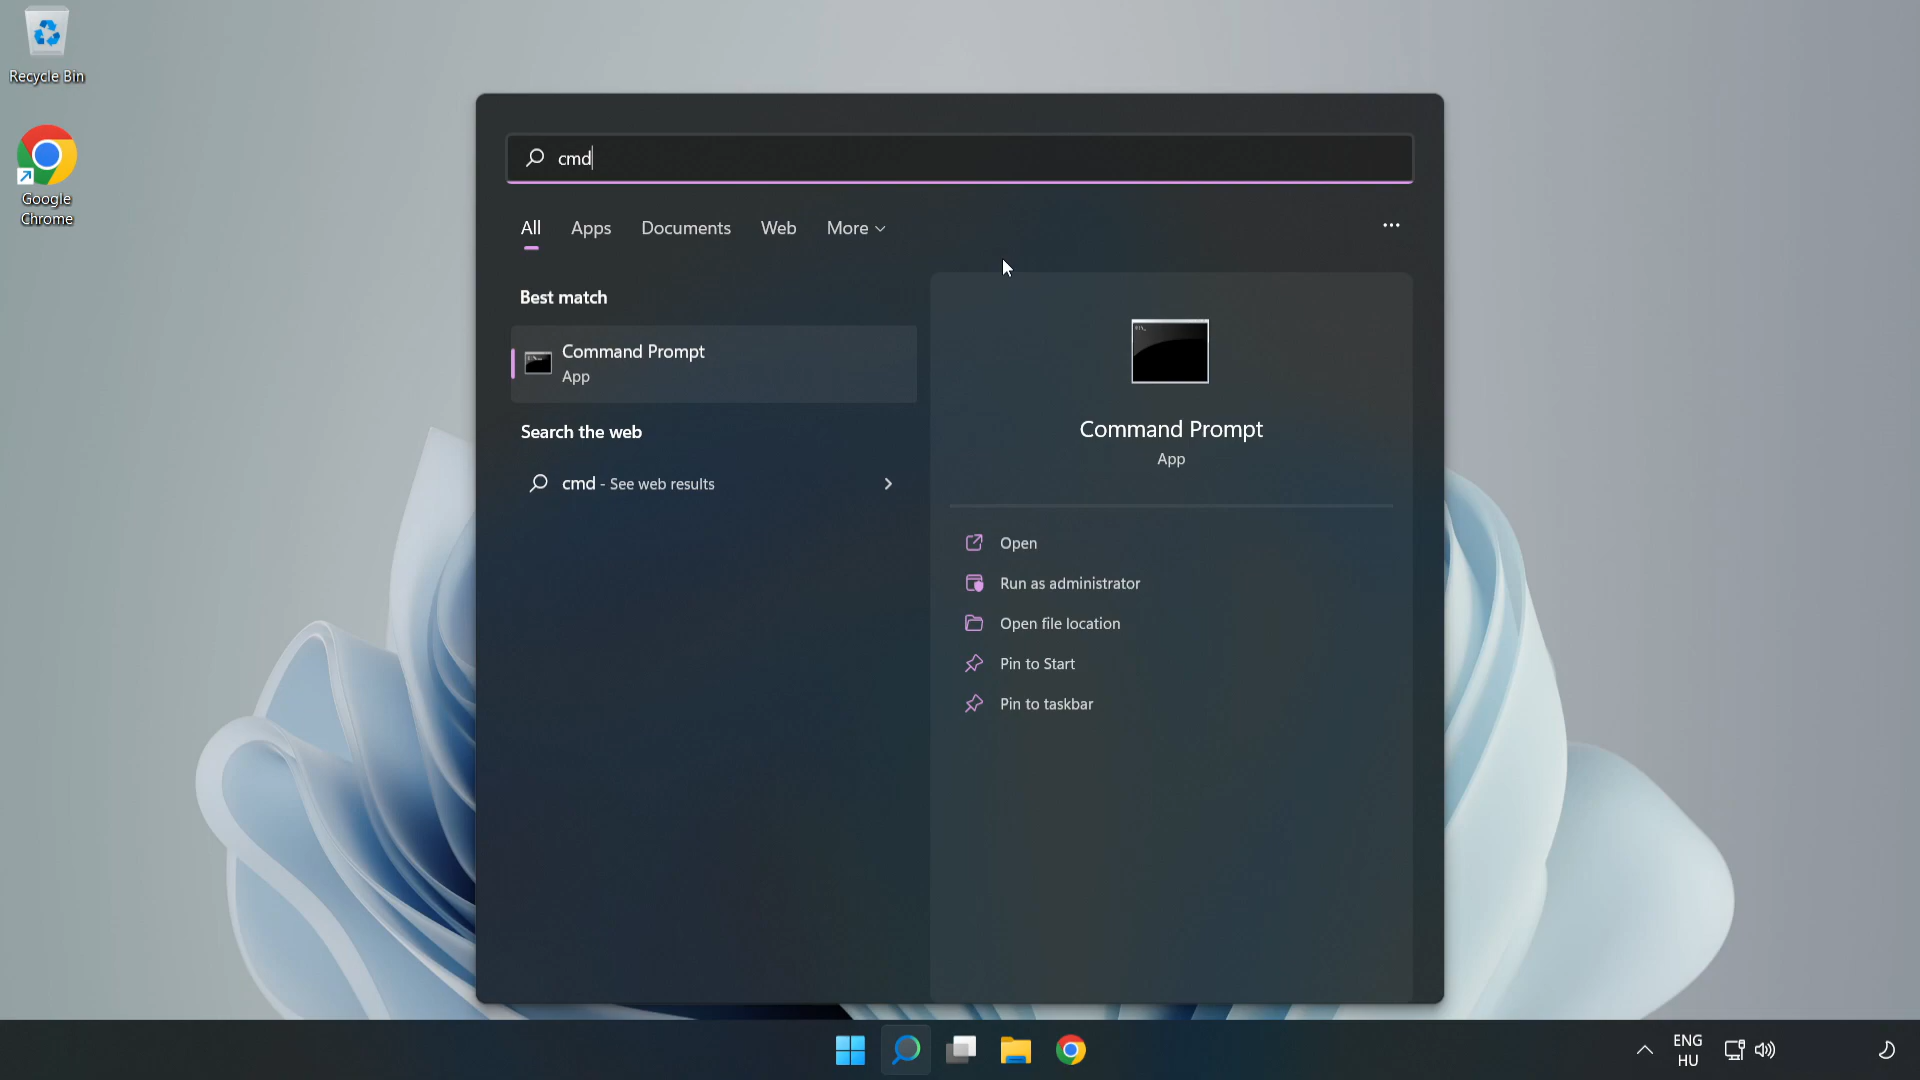 Recycle Bin
Google
Chrome
cmd
All Apps Documents Web More
Best match
Command Prompt
App
Search the web
cmd - See web results
Command Prompt
App
Open
Run as administrator
Open file location
Pin to Start
Pin to taskbar
ENG
HU